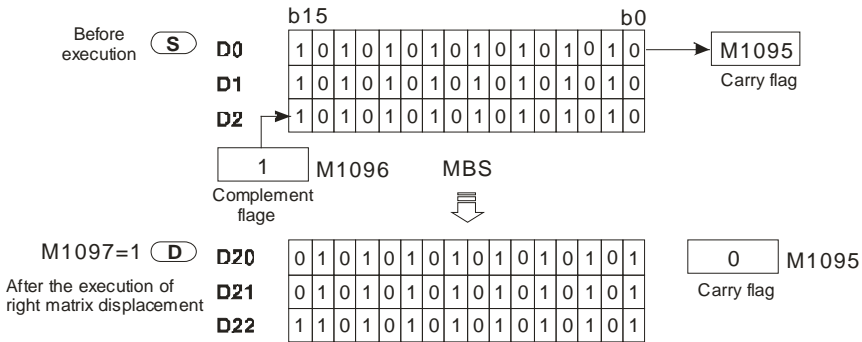 b15 b0
Before execution S D0 1 0 1 0 1 0 1 0 1 0 1 0 1 0 1 0 M1095
D1 1 0 1 0 1 0 1 0 1 0 1 0 1 0 1 0 Carry flag
D2 1 0 1 0 1 0 1 0 1 0 1 0 1 0 1 0
1 M1096 MBS
Complement
flage
M1097=1 D D20 0 1 0 1 0 1 0 1 0 1 0 1 0 1 0 1 0 M1095
After the execution of D21 0 1 0 1 0 1 0 1 0 1 0 1 0 1 0 1 Carry flag
right matrix displacement D22 1 1 0 1 0 1 0 1 0 1 0 1 0 1 0 1